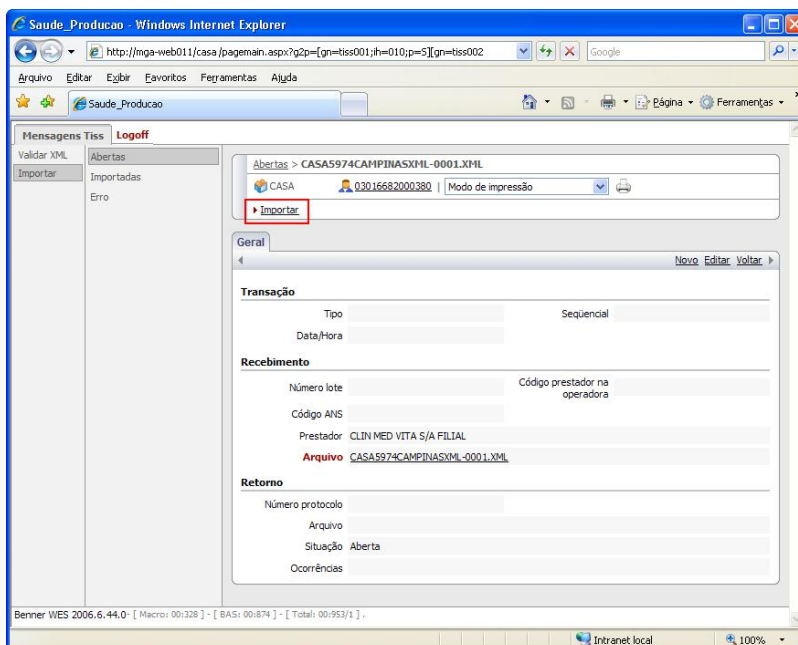 Saude_Producao - Windows Internet Explorer
http://mga-web011/casa/pagemain.aspx?g2p=[gn=tiss001;ih=010;p=S][gn=tiss002
Google
Arquivo Editar Exibir Favoritos Ferramentas Ajuda
Saude_Producao
Página Ferramentas
Mensagens Tiss Logoff
Validar XML
Importar
Abertas
Importadas
Erro
Abertas > CASA5974CAMPINASXML-0001.XML
CASA 03016682000380 | Modo de impressão
Importar
Geral
Novo Editar Voltar
Transação
Tipo Seqüencial
Data/Hora
Recebimento
Número lote Código prestador na operadora
Código ANS
Prestador CLIN MED VITA S/A FILIAL
Arquivo CASA5974CAMPINASXML-0001.XML
Retorno
Número protocolo
Arquivo
Situação Aberta
Ocorrências
Benner WES 2006.6.44.0- [ Macro: 00:328 ] - [ BAS: 00:874 ] - [ Total: 00:953/1 ] .
Intranet local 100%